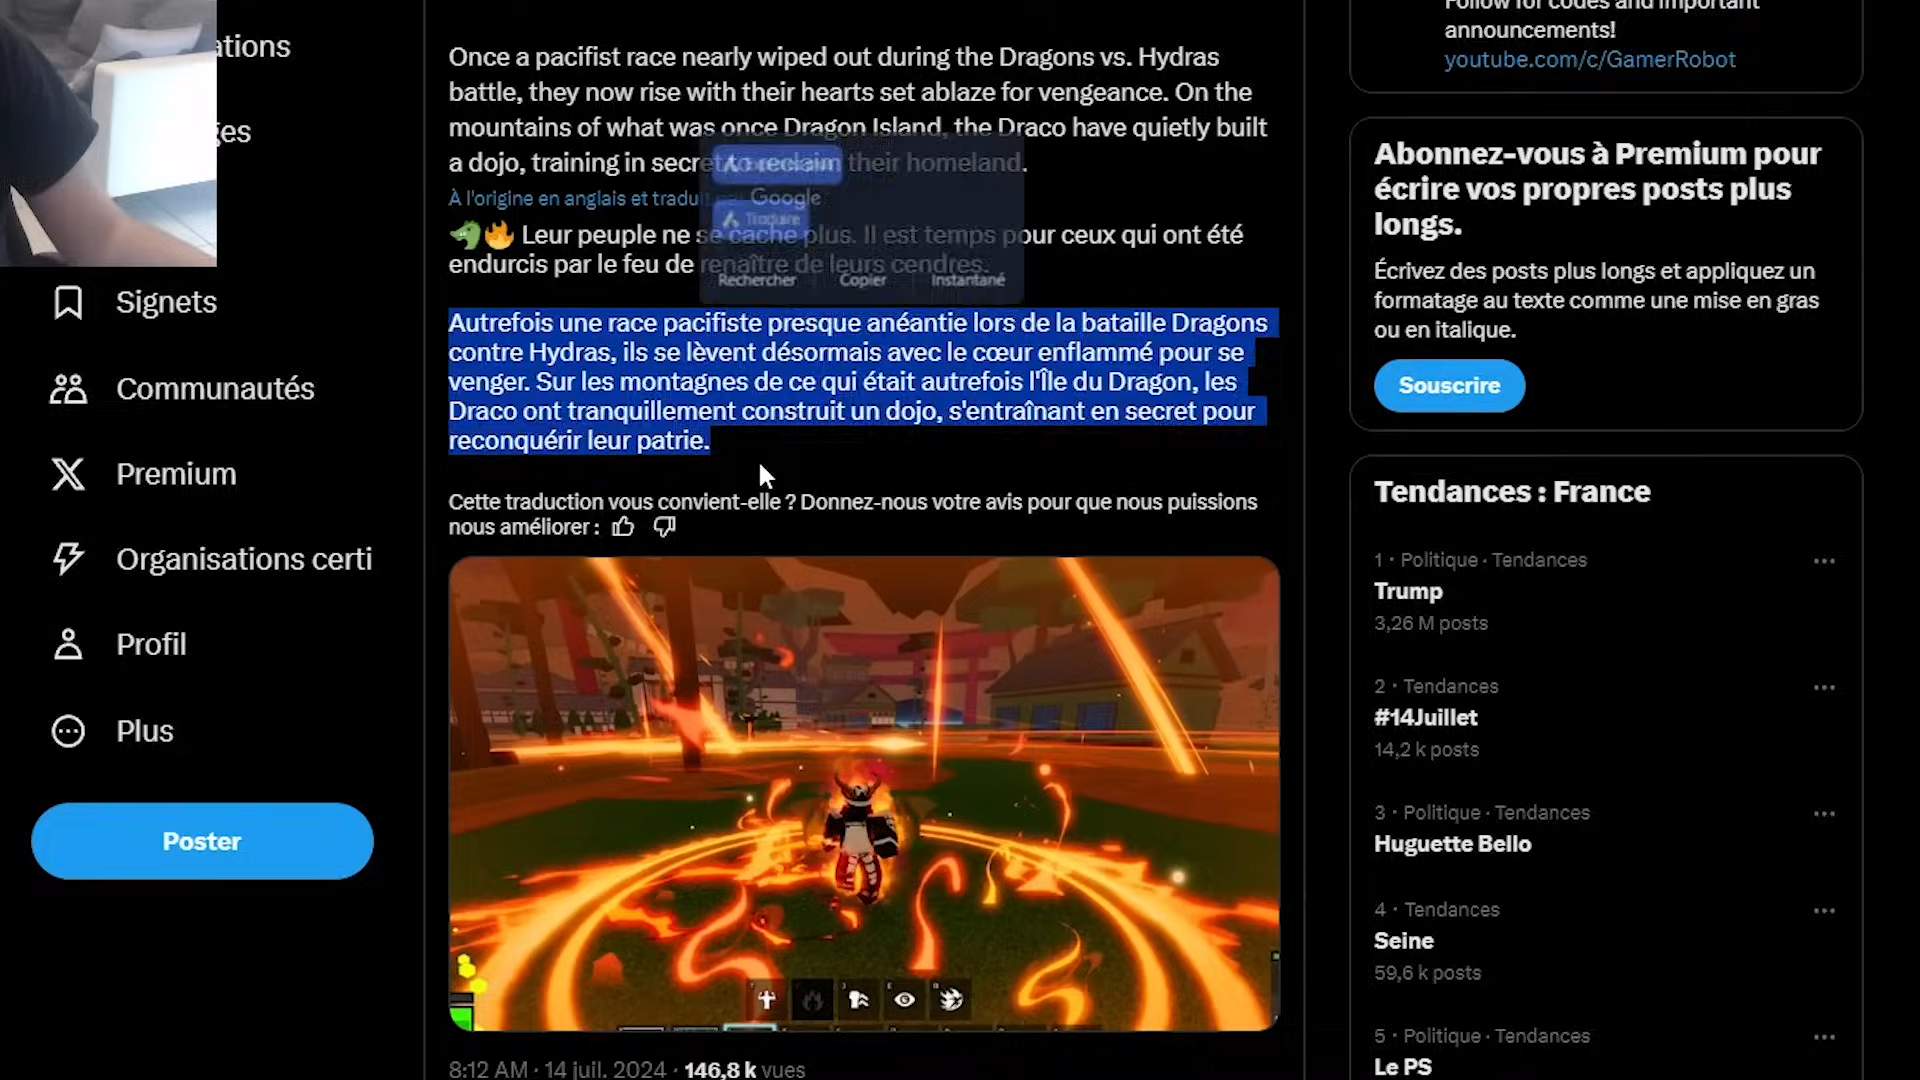 ations
ges
Signets
Communautés
Premium
Organisations certi
Profil
Plus
Poster
Once a pacifist race nearly wiped out during the Dragons vs. Hydras
battle, they now rise with their hearts set ablaze for vengeance. On the
mountains of what was once Dragon Island, the Draco have quietly built
a dojo, training in secret to reclaim their homeland.
À l'origine en anglais et traduit par Google
🐲🔥 Leur peuple ne se cache plus. Il est temps pour ceux qui ont été
endurcis par le feu de renaître de leurs cendres.
Traduire
Rechercher Copier Instantané
Autrefois une race pacifiste presque anéantie lors de la bataille Dragons
contre Hydras, ils se lèvent désormais avec le cœur enflammé pour se
venger. Sur les montagnes de ce qui était autrefois l'Île du Dragon, les
Draco ont tranquillement construit un dojo, s'entraînant en secret pour
reconquérir leur patrie.
Cette traduction vous convient-elle ? Donnez-nous votre avis pour que nous puissions
nous améliorer :
8:12 AM · 14 juil. 2024 · 146,8 k vues
Follow for codes and important
announcements!
youtube.com/c/GamerRobot
Abonnez-vous à Premium pour
écrire vos propres posts plus
longs.
Écrivez des posts plus longs et appliquez un
formatage au texte comme une mise en gras
ou en italique.
Souscrire
Tendances : France
1 · Politique · Tendances
Trump
3,26 M posts
2 · Tendances
#14Juillet
14,2 k posts
3 · Politique · Tendances
Huguette Bello
4 · Tendances
Seine
59,6 k posts
5 · Politique · Tendances
Le PS